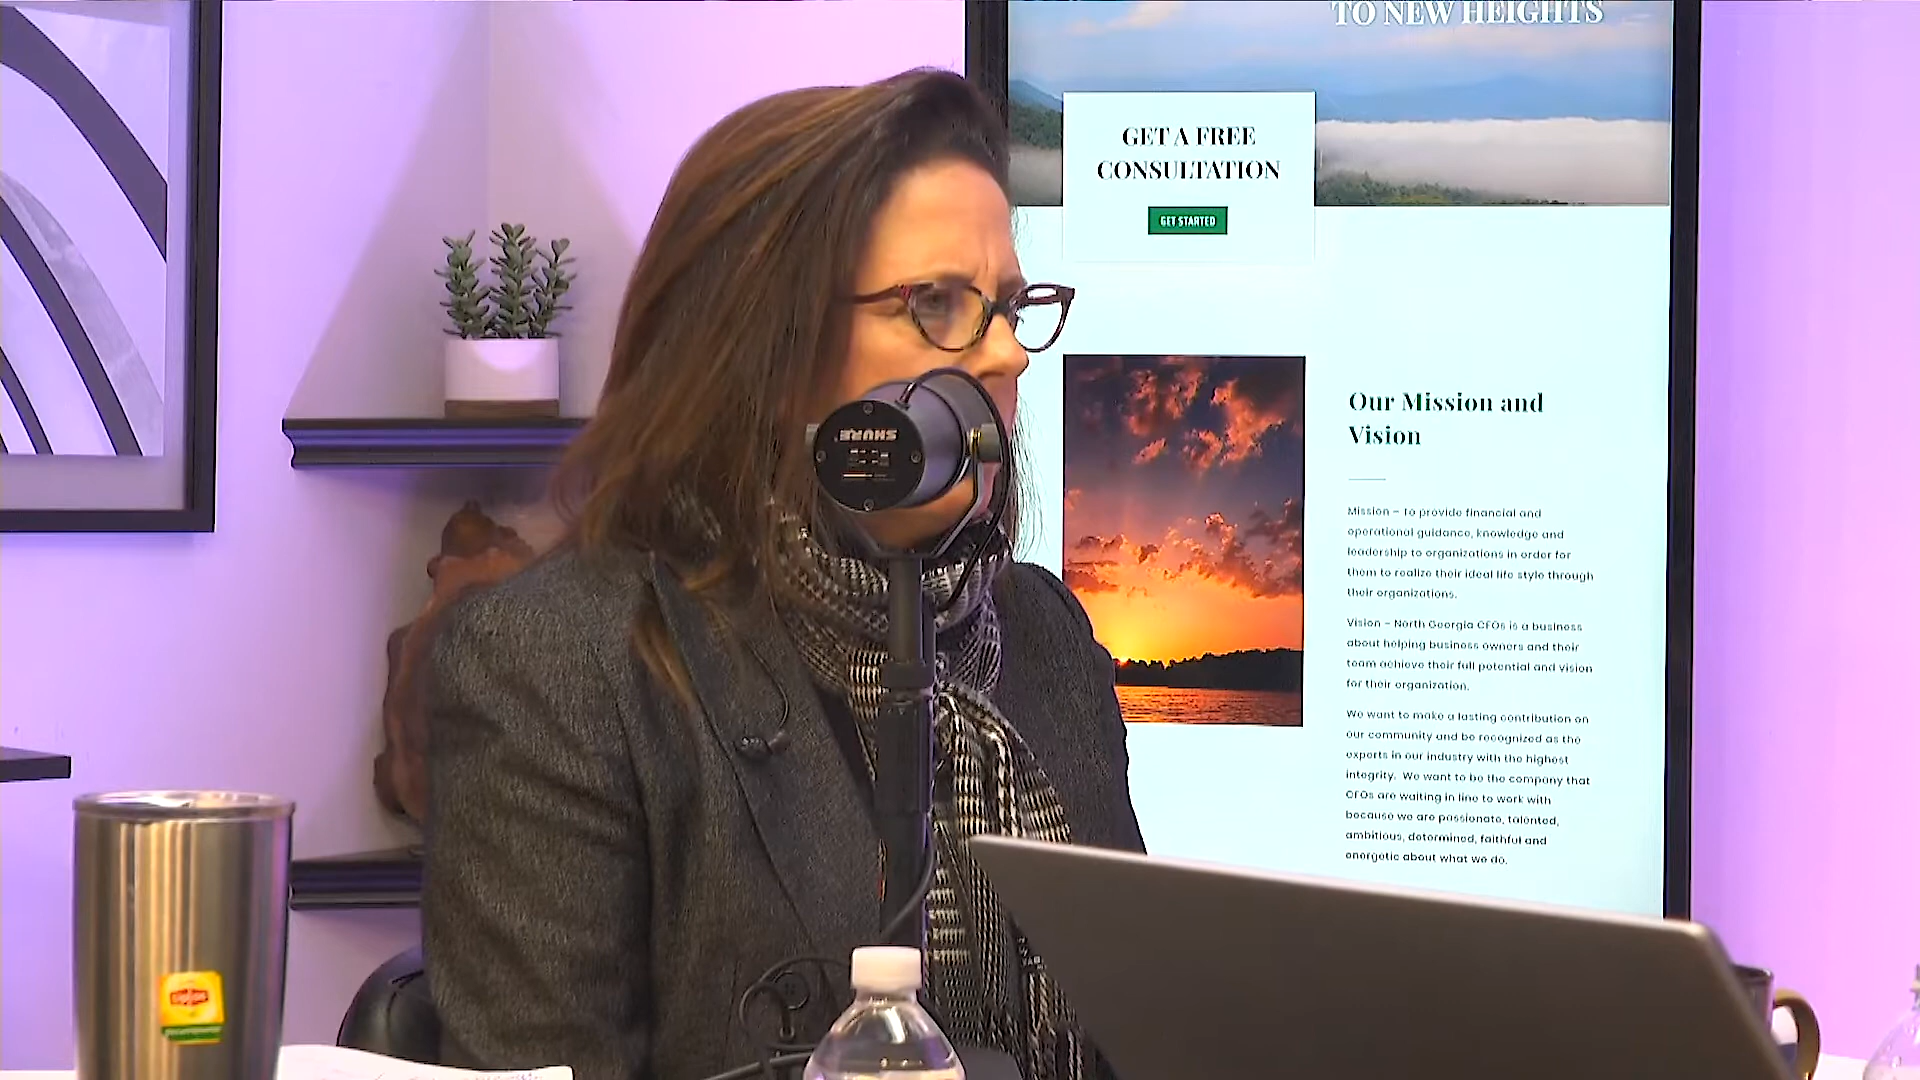 TO NEW HEIGHTS
GET A FREE
CONSULTATION
GET STARTED
SHURE
Our Mission and
Vision
Mission – to provide financial and
operational guidance, knowledge and
leadership to organizations in order for
them to realize their ideal life style through
their organizations.
Vision – North Georgia CFOs is a business
about helping business owners and their
team achieve their full potential and vision
for their organization.
We want to make a lasting contribution on
our community and be recognized as the
experts in our industry with the highest
integrity. We want to be the company that
CFOs are waiting in line to work with
because we are passionate, talented,
ambitious, determined, faithful and
energetic about what we do.
Lipton